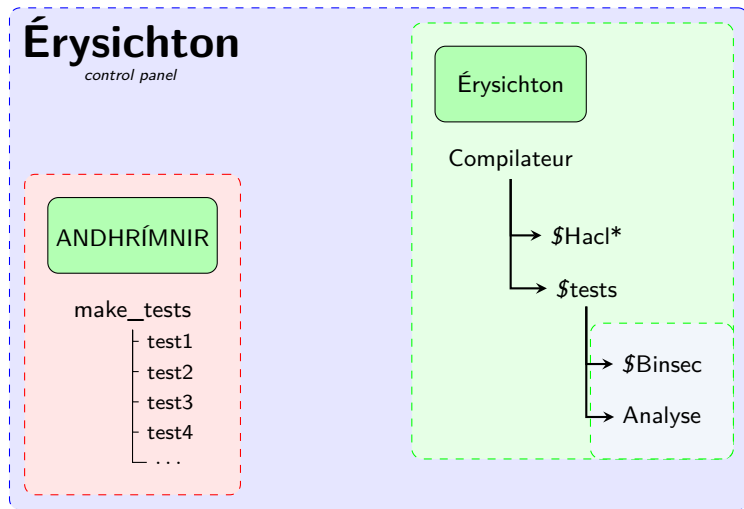 Érysichton
control panel
ANDHRÍMNIR
make_tests
test1
test2
test3
test4
...
Érysichton
Compilateur
$Hacl*
$tests
$Binsec
Analyse